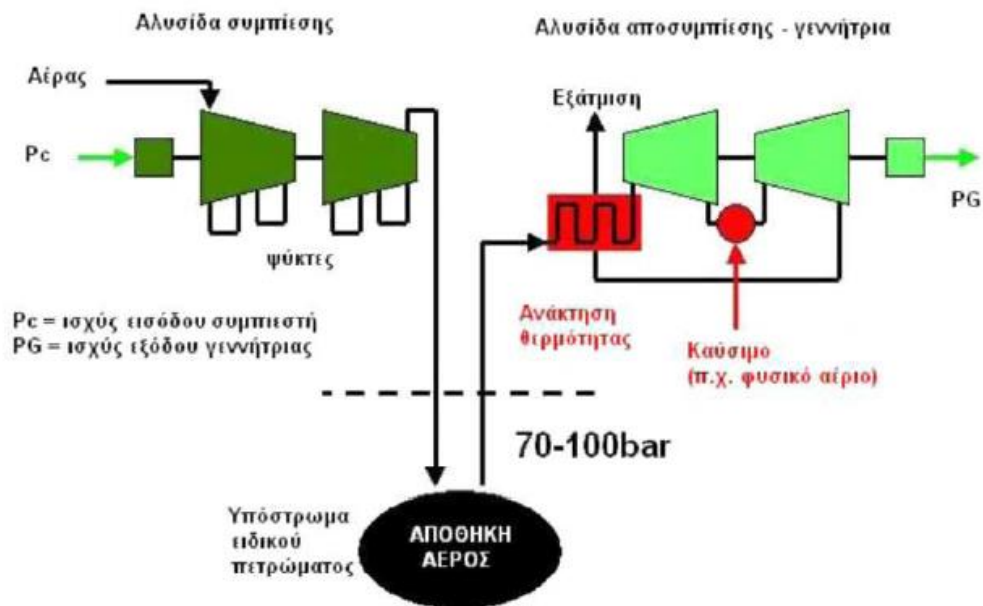 Αλυσίδα συμπίεσης
Αλυσίδα αποσυμπίεσης - γεννήτρια
Αέρας
Εξάτμιση
Pc
PG
ψύκτες
Pc = ισχύς εισόδου συμπιεστή
PG = ισχύς εξόδου γεννήτριας
Ανάκτηση
θερμότητας
Καύσιμο
(π.χ. φυσικό αέριο)
70-100bar
Υπόστρωμα
ειδικού
πετρώματος
ΑΠΟΘΗΚΗ
ΑΕΡΟΣ